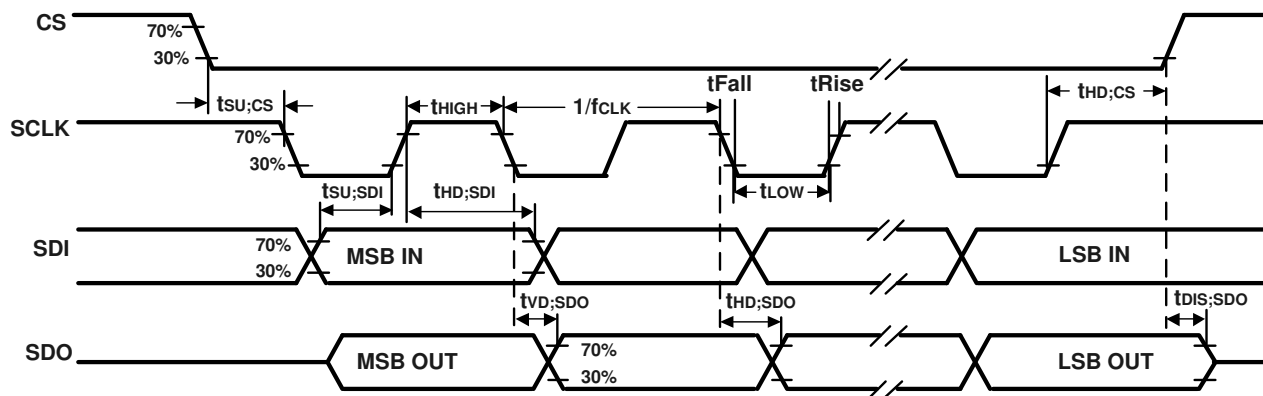 CS
70%
30%
tFall
tRise
tSU;CS
tHIGH
1/fCLK
tHD;CS
SCLK
70%
30%
tSU;SDI
tHD;SDI
tLOW
SDI
70%
30%
MSB IN
LSB IN
tVD;SDO
tHD;SDO
tDIS;SDO
SDO
MSB OUT
70%
30%
LSB OUT